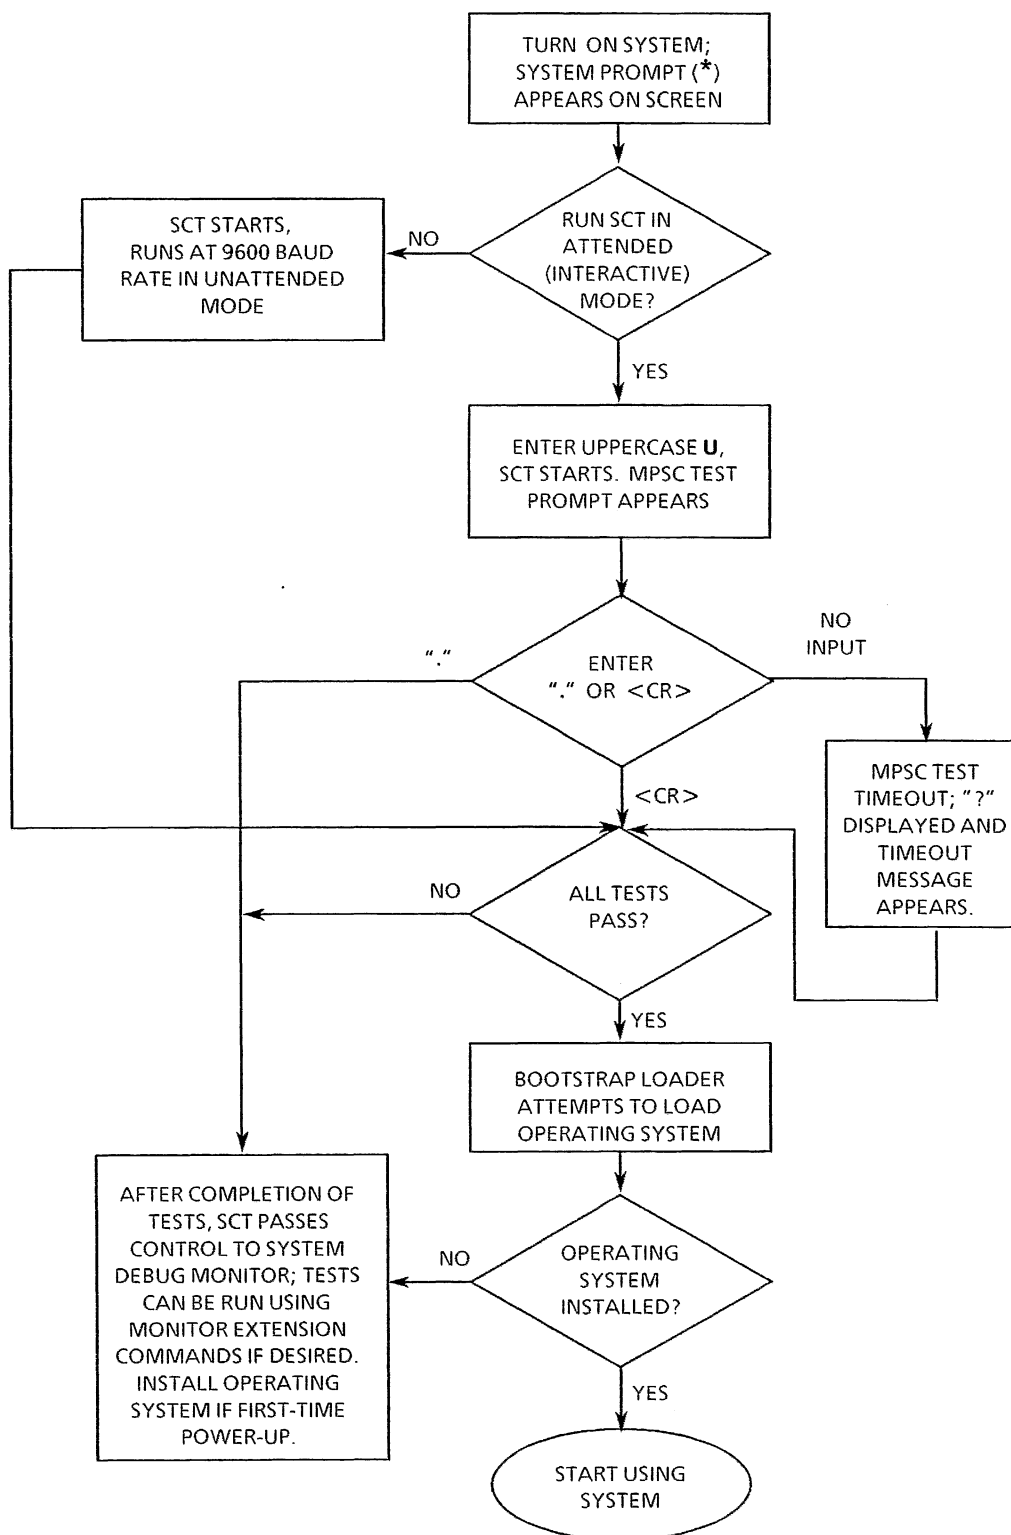 TURN ON SYSTEM;
SYSTEM PROMPT (*)
APPEARS ON SCREEN
RUN SCT IN
ATTENDED
(INTERACTIVE)
MODE?
NO
SCT STARTS,
RUNS AT 9600 BAUD
RATE IN UNATTENDED
MODE
YES
ENTER UPPERCASE U,
SCT STARTS. MPSC TEST
PROMPT APPEARS
ENTER
"." OR <CR>
"."
NO
INPUT
MPSC TEST
TIMEOUT; "?"
DISPLAYED AND
TIMEOUT
MESSAGE
APPEARS.
<CR>
ALL TESTS
PASS?
NO
YES
BOOTSTRAP LOADER
ATTEMPTS TO LOAD
OPERATING SYSTEM
OPERATING
SYSTEM
INSTALLED?
NO
AFTER COMPLETION OF
TESTS, SCT PASSES
CONTROL TO SYSTEM
DEBUG MONITOR; TESTS
CAN BE RUN USING
MONITOR EXTENSION
COMMANDS IF DESIRED.
INSTALL OPERATING
SYSTEM IF FIRST-TIME
POWER-UP.
YES
START USING
SYSTEM